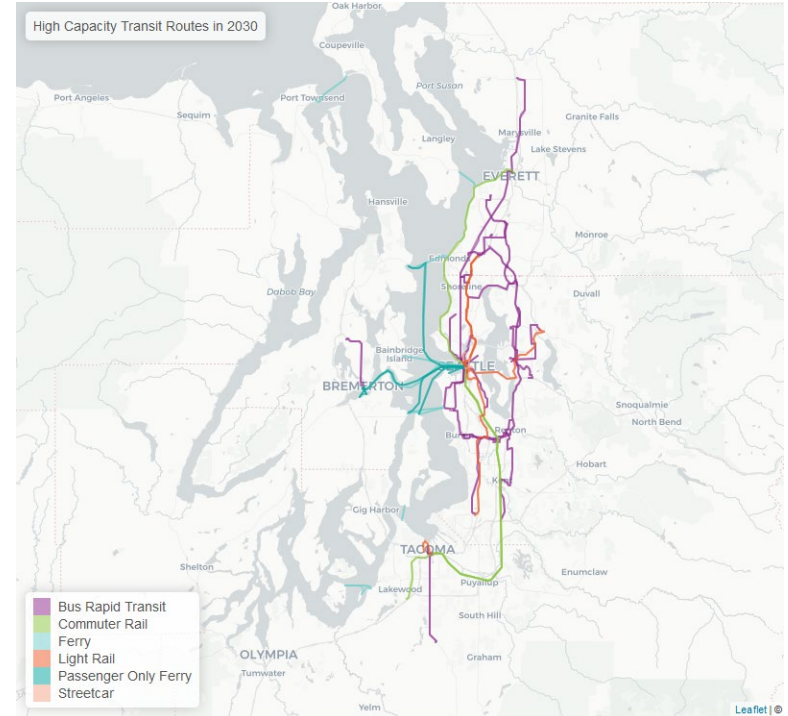 High Capacity Transit Routes in 2030
Oak Harbor
Coupeville
Port Susan
Port Angeles
Port Townsend
Sequim
Granite Falls
Marysville
Langley
Lake Stevens
EVERETT
Hansville
Monroe
Edmonds
Dabob Bay
Shoreline
Duvall
Bainbridge
Island
TLE
BREMERTON
Snoqualmie
North Bend
Renton
Bu
Hobart
K
Gig Harbor
TACOMA
Shelton
Enumclaw
Lakewood
Puyallup
South Hill
OLYMPIA
Graham
Tumwater
Yelm
Bus Rapid Transit
Commuter Rail
Ferry
Light Rail
Passenger Only Ferry
Streetcar
Leaflet | ©